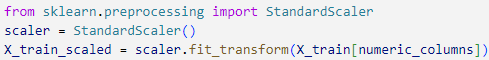 from sklearn.preprocessing import StandardScaler
scaler = StandardScaler()
X_train_scaled = scaler.fit_transform(X_train[numeric_columns])